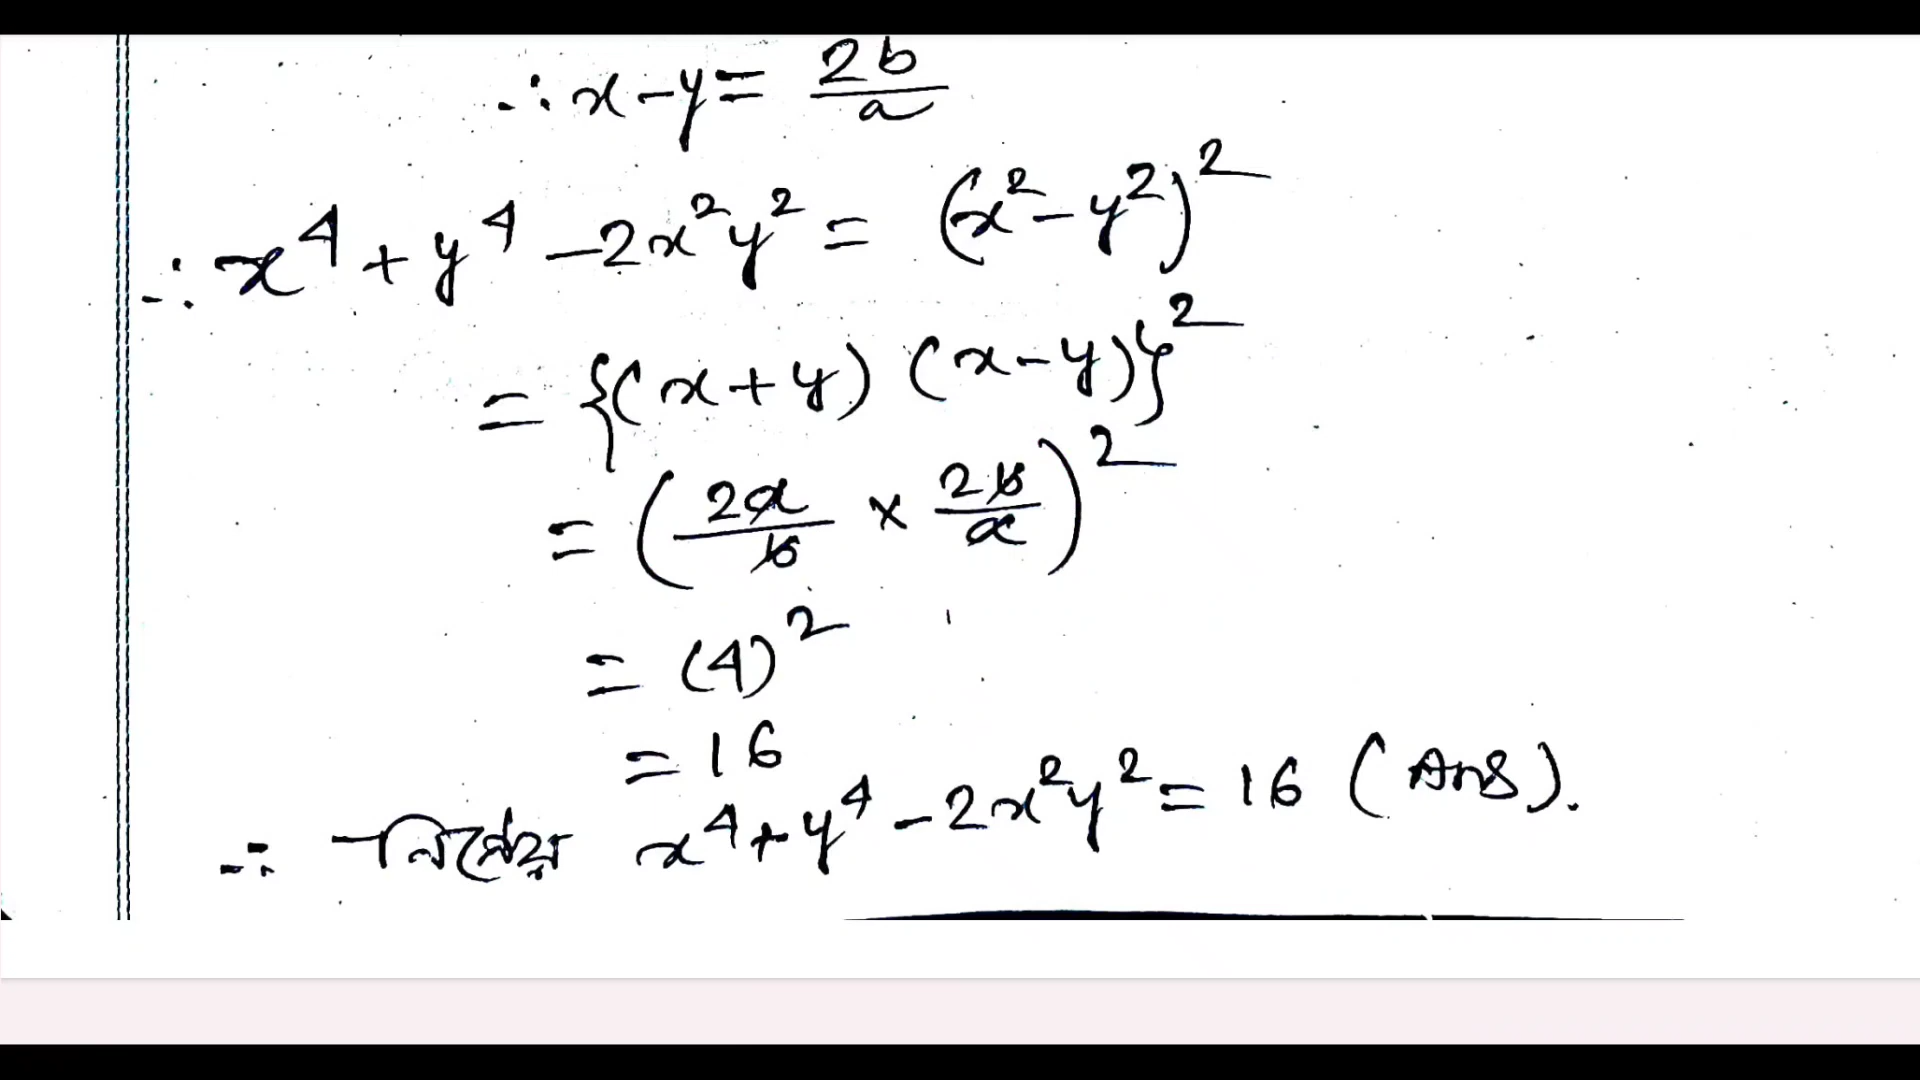 ∴ x - y = 2b/a
∴ x⁴ + y⁴ - 2x²y² = (x² - y²)²
= {(x + y) (x - y)}²
= (2a/b × 2b/a)²
= (4)²
= 16
∴ নির্ণেয় x⁴ + y⁴ - 2x²y² = 16 (Ans).